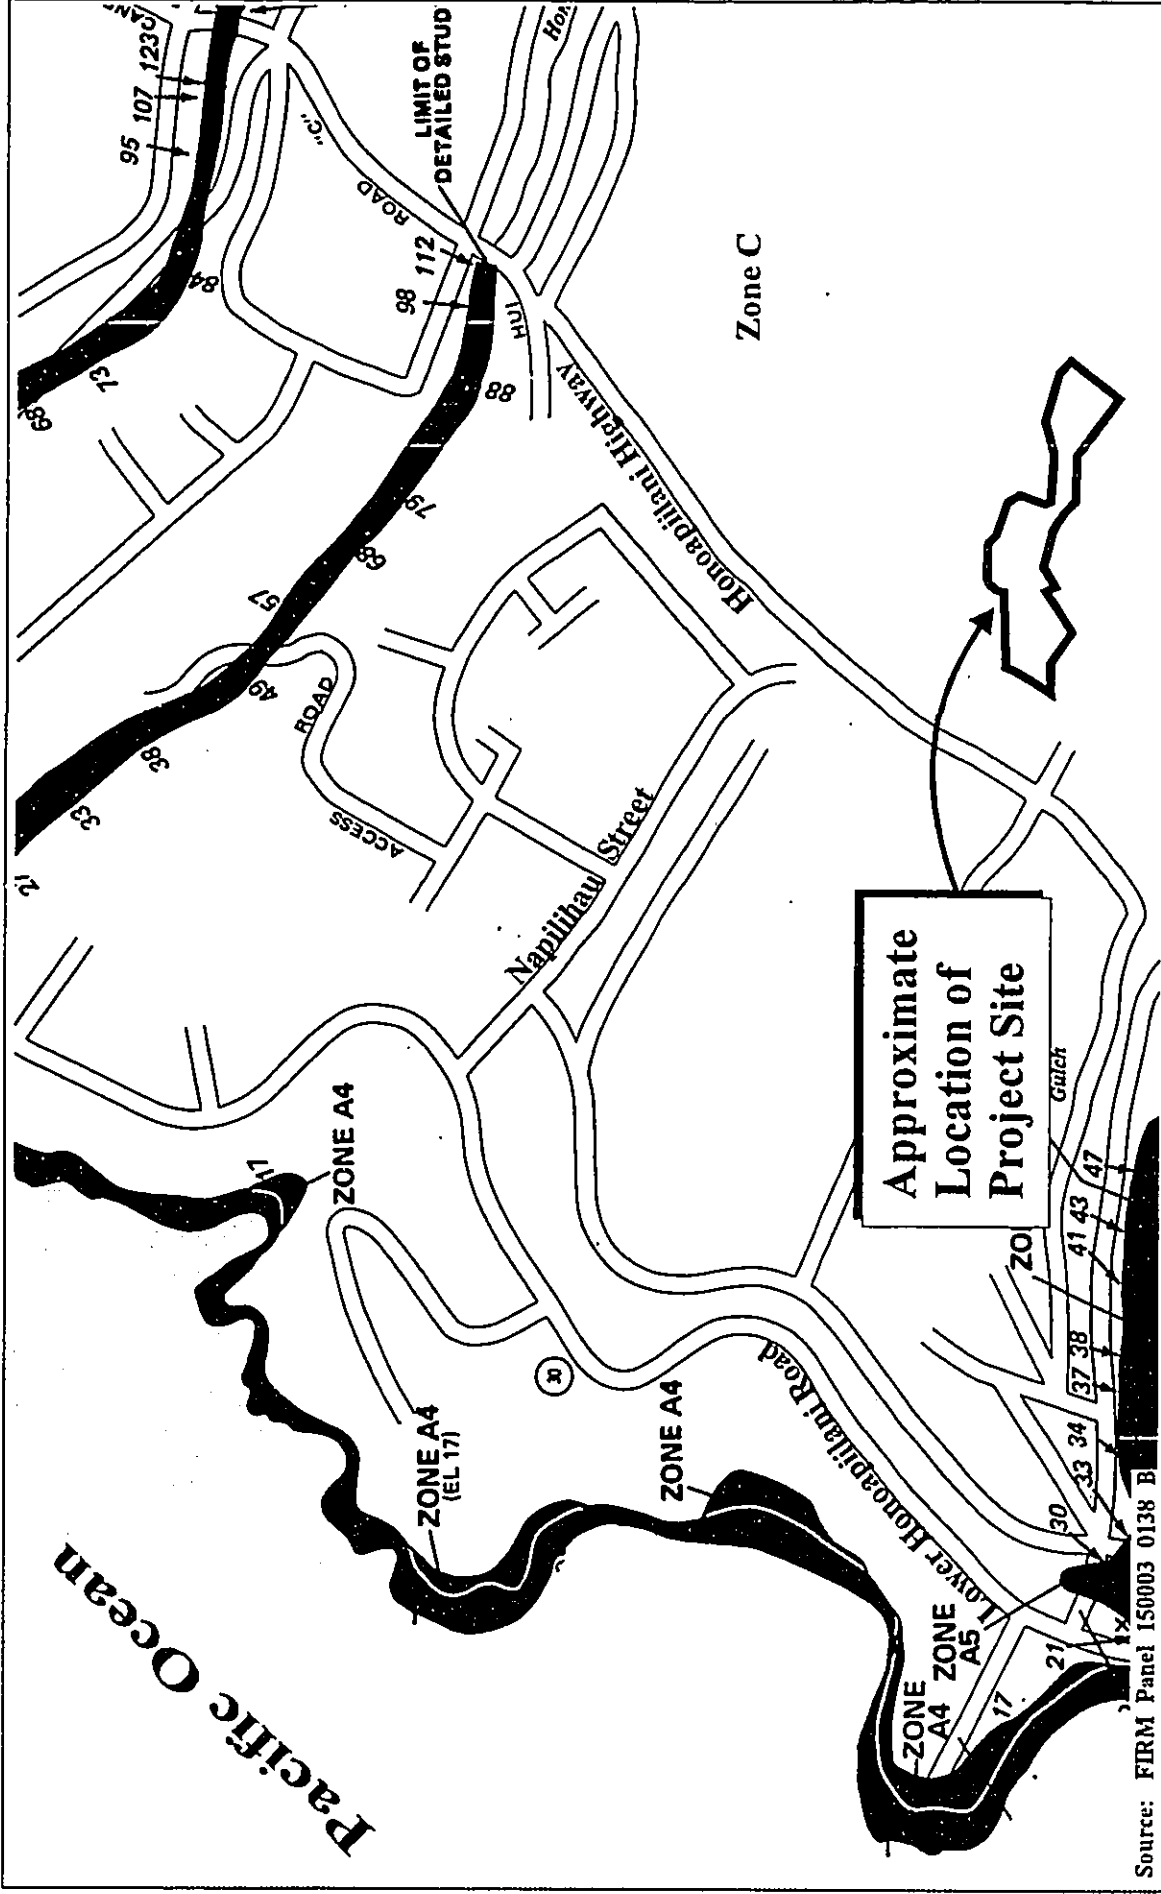 Pacific Ocean
ZONE A4
17
ZONE A4
(EL 17)
ZONE A4
ZONE
A4
ZONE
A5
17
21
30
33
34
37
38
41
43
47
30
Lower Honoapiilani Road
Napilihau Street
Honoapiilani Highway
ACCESS
ROAD
HUI
ROAD
"C"
LIMIT OF
DETAILED STUD
21
33
38
49
57
68
79
88
98
112
68
73
84
95
107
123
Zone C
Gulch
Approximate
Location of
Project Site
Source: FIRM Panel 150003 0138 B